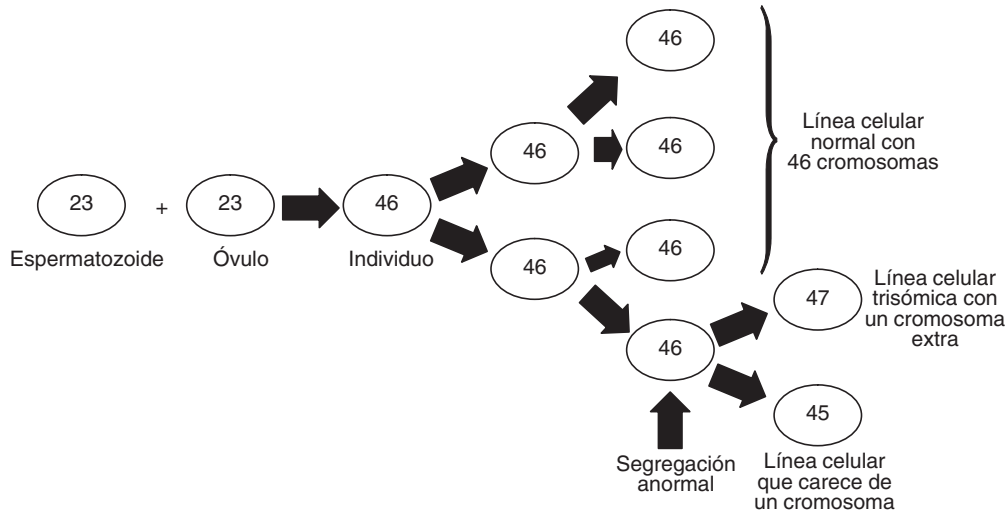 46
Línea celular
normal con
46 cromosomas
46
46
23
+
23
46
Espermatozoide
Óvulo
Individuo
46
46
Línea celular
trisómica con
un cromosoma
extra
47
46
45
Segregación
anormal
Línea celular
que carece de
un cromosoma